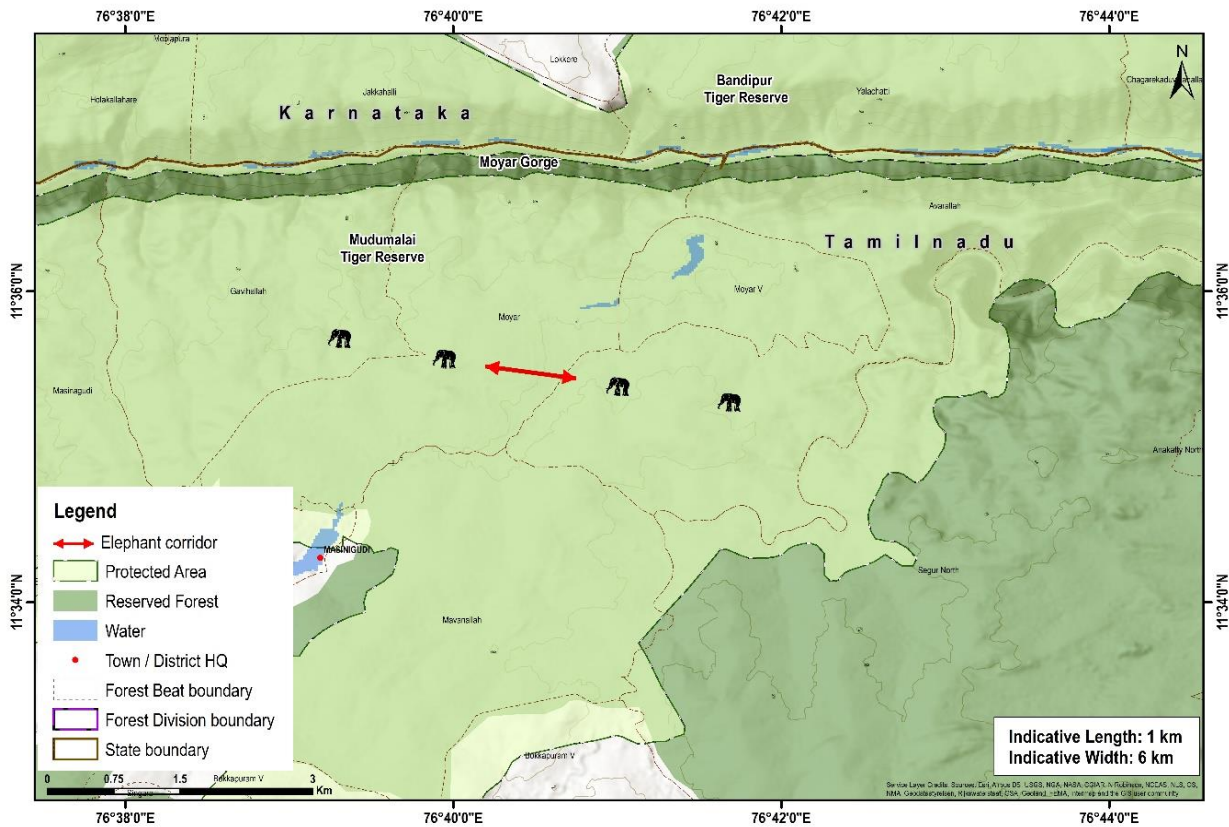 76°38'0"E
76°40'0"E
76°42'0"E
76°44'0"E
N
Lokkere
Bandipur
Tiger Reserve
Holakallahare
Jakkahalli
Yalachatti
Karnataka
Moyar Gorge
Avarallah
Mudumalai
Tiger Reserve
Tamilnadu
11°36'0"N
11°36'0"N
Gavihallah
Moyar V
Moyar
Masinagudi
Anakatty North
Legend
Elephant corridor
Protected Area
Reserved Forest
Water
Town / District HQ
Forest Beat boundary
Forest Division boundary
State boundary
MASINIGUDI
Segur North
11°34'0"N
11°34'0"N
Mavanallah
Bokkapuram V
0 0.75 1.5 3
Km
Indicative Length: 1 km
Indicative Width: 6 km
76°38'0"E
76°40'0"E
76°42'0"E
76°44'0"E